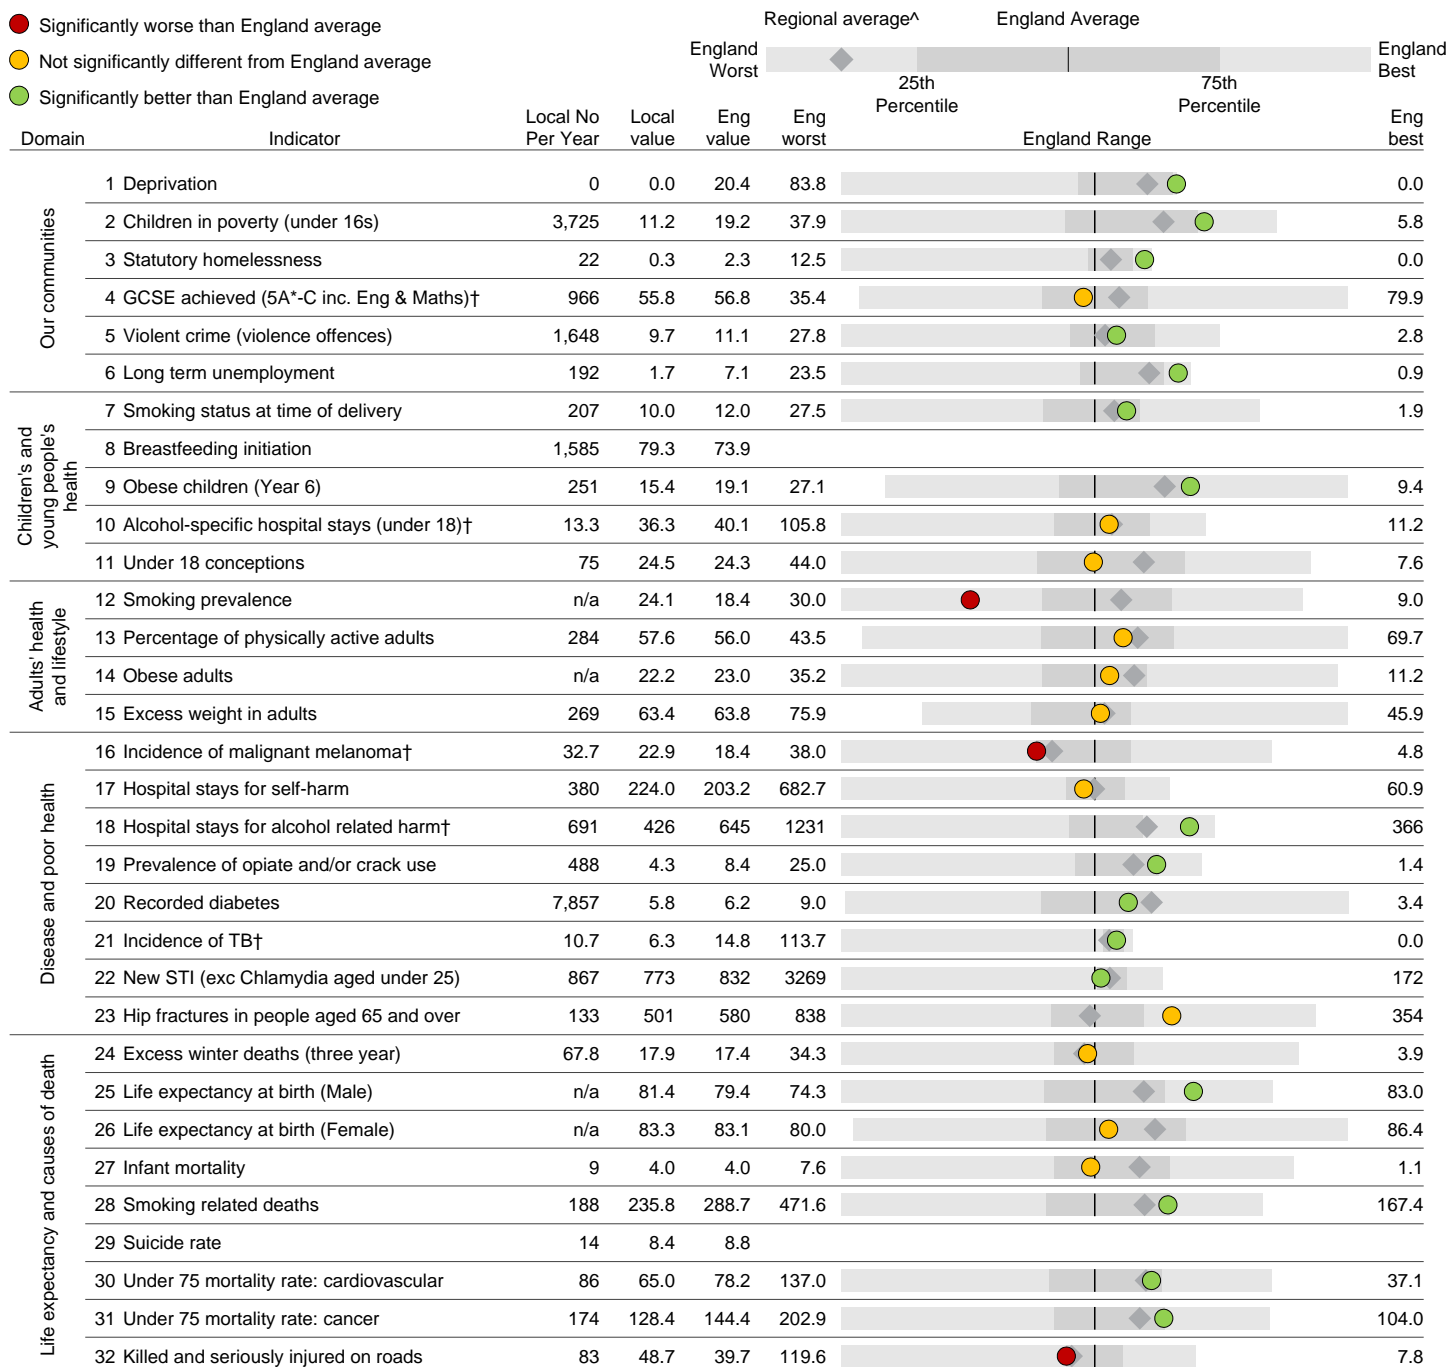 Significantly worse than England average
Not significantly different from England average
Significantly better than England average
Regional average^ England Average
England Worst
England Best
25th Percentile
75th Percentile
Domain Indicator Local No Per Year Local value Eng value Eng worst England Range Eng best
Our communities
1 Deprivation 0 0.0 20.4 83.8 0.0
2 Children in poverty (under 16s) 3,725 11.2 19.2 37.9 5.8
3 Statutory homelessness 22 0.3 2.3 12.5 0.0
4 GCSE achieved (5A*-C inc. Eng & Maths)† 966 55.8 56.8 35.4 79.9
5 Violent crime (violence offences) 1,648 9.7 11.1 27.8 2.8
6 Long term unemployment 192 1.7 7.1 23.5 0.9
Children's and young people's health
7 Smoking status at time of delivery 207 10.0 12.0 27.5 1.9
8 Breastfeeding initiation 1,585 79.3 73.9
9 Obese children (Year 6) 251 15.4 19.1 27.1 9.4
10 Alcohol-specific hospital stays (under 18)† 13.3 36.3 40.1 105.8 11.2
11 Under 18 conceptions 75 24.5 24.3 44.0 7.6
Adults' health and lifestyle
12 Smoking prevalence n/a 24.1 18.4 30.0 9.0
13 Percentage of physically active adults 284 57.6 56.0 43.5 69.7
14 Obese adults n/a 22.2 23.0 35.2 11.2
15 Excess weight in adults 269 63.4 63.8 75.9 45.9
Disease and poor health
16 Incidence of malignant melanoma† 32.7 22.9 18.4 38.0 4.8
17 Hospital stays for self-harm 380 224.0 203.2 682.7 60.9
18 Hospital stays for alcohol related harm† 691 426 645 1231 366
19 Prevalence of opiate and/or crack use 488 4.3 8.4 25.0 1.4
20 Recorded diabetes 7,857 5.8 6.2 9.0 3.4
21 Incidence of TB† 10.7 6.3 14.8 113.7 0.0
22 New STI (exc Chlamydia aged under 25) 867 773 832 3269 172
23 Hip fractures in people aged 65 and over 133 501 580 838 354
Life expectancy and causes of death
24 Excess winter deaths (three year) 67.8 17.9 17.4 34.3 3.9
25 Life expectancy at birth (Male) n/a 81.4 79.4 74.3 83.0
26 Life expectancy at birth (Female) n/a 83.3 83.1 80.0 86.4
27 Infant mortality 9 4.0 4.0 7.6 1.1
28 Smoking related deaths 188 235.8 288.7 471.6 167.4
29 Suicide rate 14 8.4 8.8
30 Under 75 mortality rate: cardiovascular 86 65.0 78.2 137.0 37.1
31 Under 75 mortality rate: cancer 174 128.4 144.4 202.9 104.0
32 Killed and seriously injured on roads 83 48.7 39.7 119.6 7.8